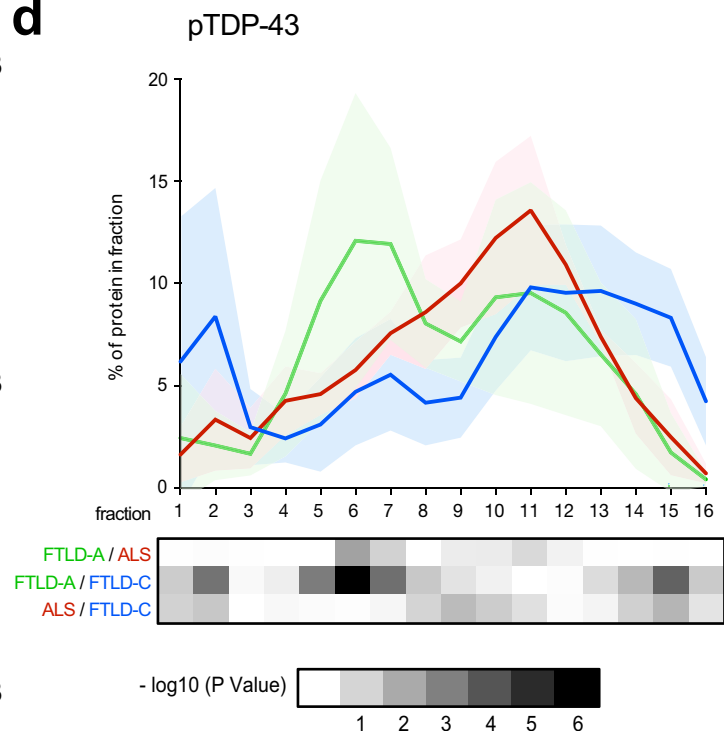 d
pTDP-43
20
15
10
5
0
% of protein in fraction
fraction 1 2 3 4 5 6 7 8 9 10 11 12 13 14 15 16
FTLD-A / ALS
FTLD-A / FTLD-C
ALS / FTLD-C
- log10 (P Value)
1 2 3 4 5 6